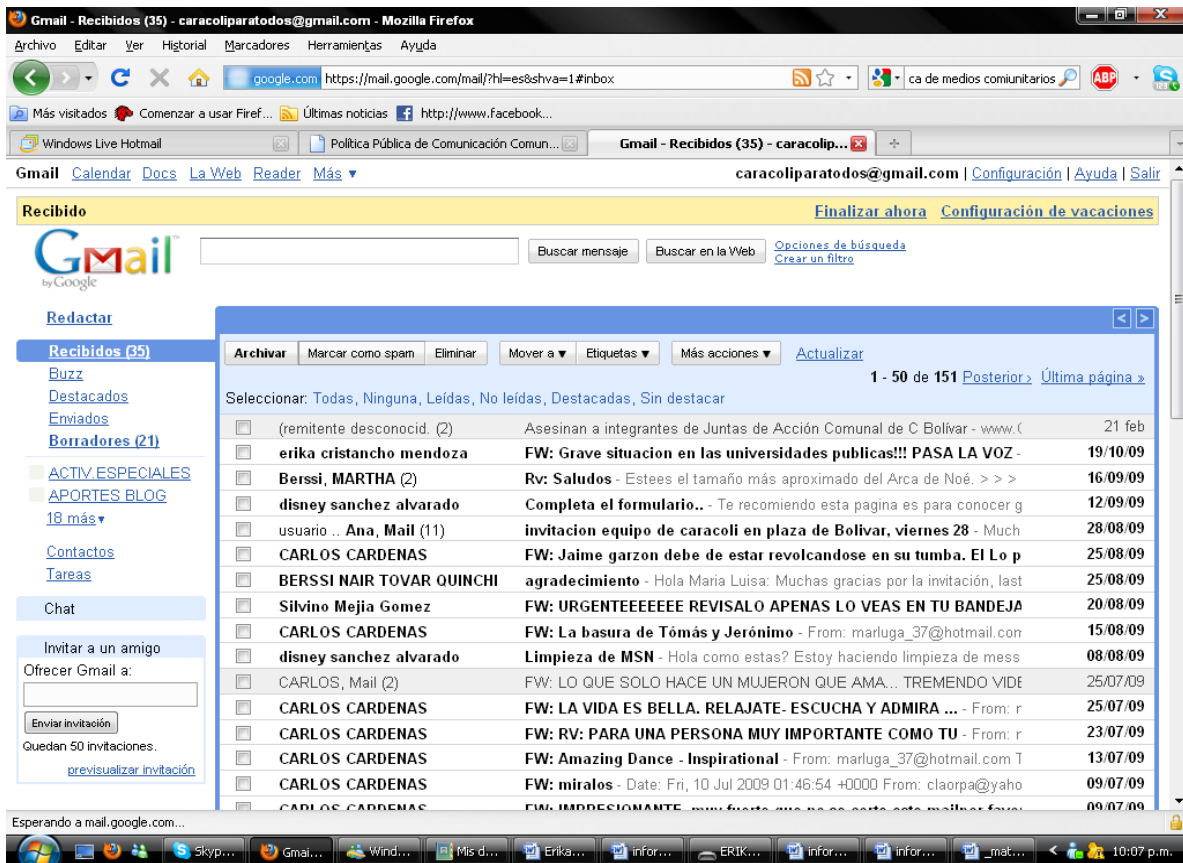 Gmail - Recibidos (35) - caracoliparatodos@gmail.com - Mozilla Firefox
Archivo Editar Ver Historial Marcadores Herramientas Ayuda
google.com https://mail.google.com/mail/?hl=es&shva=1#inbox ca de medios comiunitarios ABP
Más visitados Comenzar a usar Firef... Últimas noticias http://www.facebook...
Windows Live Hotmail Política Pública de Comunicación Comun... Gmail - Recibidos (35) - caracolip...
Gmail Calendar Docs La Web Reader Más ▼ caracoliparatodos@gmail.com | Configuración | Ayuda | Salir
Recibido Finalizar ahora Configuración de vacaciones
Gmail by Google Buscar mensaje Buscar en la Web Opciones de búsqueda
Crear un filtro
Redactar
Recibidos (35)
Buzz
Destacados
Enviados
Borradores (21)
ACTIV.ESPECIALES
APORTES BLOG
18 más▼
Contactos
Tareas
Chat
Invitar a un amigo
Ofrecer Gmail a:
Enviar invitación
Quedan 50 invitaciones.
previsualizar invitación
Archivar Marcar como spam Eliminar Mover a ▼ Etiquetas ▼ Más acciones ▼ Actualizar
1 - 50 de 151 Posterior › Última página »
Seleccionar: Todas, Ninguna, Leídas, No leídas, Destacadas, Sin destacar
(remitente desconocid. (2) Asesinan a integrantes de Juntas de Acción Comunal de C Bolívar - www.( 21 feb
erika cristancho mendoza FW: Grave situacion en las universidades publicas!!! PASA LA VOZ - 19/10/09
Berssi, MARTHA (2) Rv: Saludos - Estees el tamaño más aproximado del Arca de Noé. > > > 16/09/09
disney sanchez alvarado Completa el formulario.. - Te recomiendo esta pagina es para conocer g 12/09/09
usuario .. Ana, Mail (11) invitacion equipo de caracoli en plaza de Bolivar, viernes 28 - Much 28/08/09
CARLOS CARDENAS FW: Jaime garzon debe de estar revolcandose en su tumba. El Lo p 25/08/09
BERSSI NAIR TOVAR QUINCHI agradecimiento - Hola Maria Luisa: Muchas gracias por la invitación, last 25/08/09
Silvino Mejia Gomez FW: URGENTEEEEEEE REVISALO APENAS LO VEAS EN TU BANDEJA 20/08/09
CARLOS CARDENAS FW: La basura de Tómás y Jerónimo - From: marluga_37@hotmail.con 15/08/09
disney sanchez alvarado Limpieza de MSN - Hola como estas? Estoy haciendo limpieza de mess 08/08/09
CARLOS, Mail (2) FW: LO QUE SOLO HACE UN MUJERON QUE AMA... TREMENDO VIDE 25/07/09
CARLOS CARDENAS FW: LA VIDA ES BELLA. RELAJATE- ESCUCHA Y ADMIRA ... - From: r 25/07/09
CARLOS CARDENAS FW: RV: PARA UNA PERSONA MUY IMPORTANTE COMO TU - From: r 23/07/09
CARLOS CARDENAS FW: Amazing Dance - Inspirational - From: marluga_37@hotmail.com T 13/07/09
CARLOS CARDENAS FW: miralos - Date: Fri, 10 Jul 2009 01:46:54 +0000 From: claorpa@yaho 09/07/09
CARLOS CARDENAS FW: IMPRESIONANTE 09/07/09
Esperando a mail.google.com...
Skyp... Gmai... Wind... Mis d... Erika... infor... ERIK... infor... infor... _mat... 10:07 p.m.